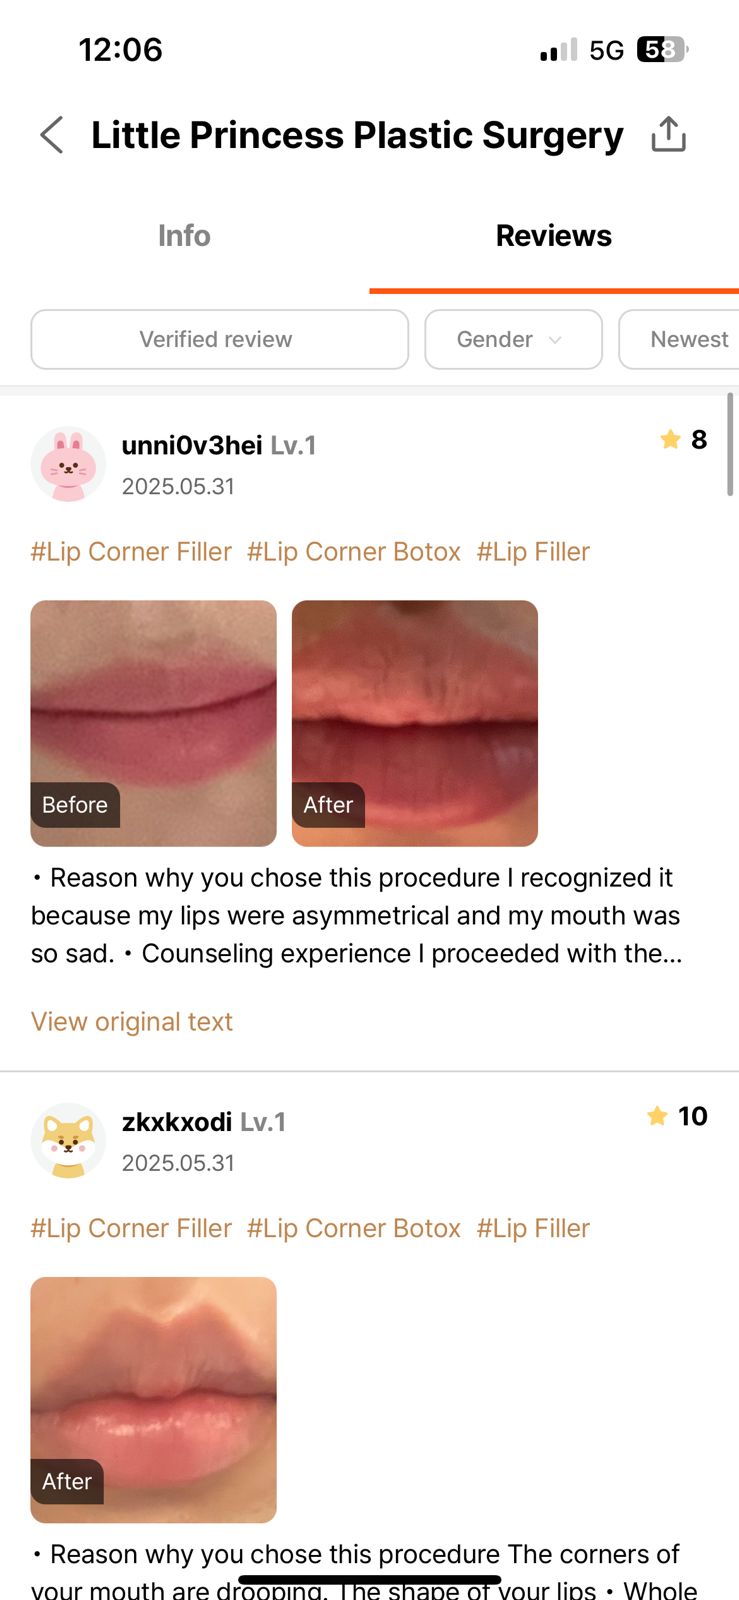 12:06
5G 58
Little Princess Plastic Surgery
Info
Reviews
Verified review
Gender
Newest
unni0v3hei Lv.1
8
2025.05.31
#Lip Corner Filler #Lip Corner Botox #Lip Filler
Before
After
• Reason why you chose this procedure I recognized it
because my lips were asymmetrical and my mouth was
so sad. • Counseling experience I proceeded with the...
View original text
zkxkxodi Lv.1
10
2025.05.31
#Lip Corner Filler #Lip Corner Botox #Lip Filler
After
• Reason why you chose this procedure The corners of
your mouth are drooping. The shape of your lips • Whole